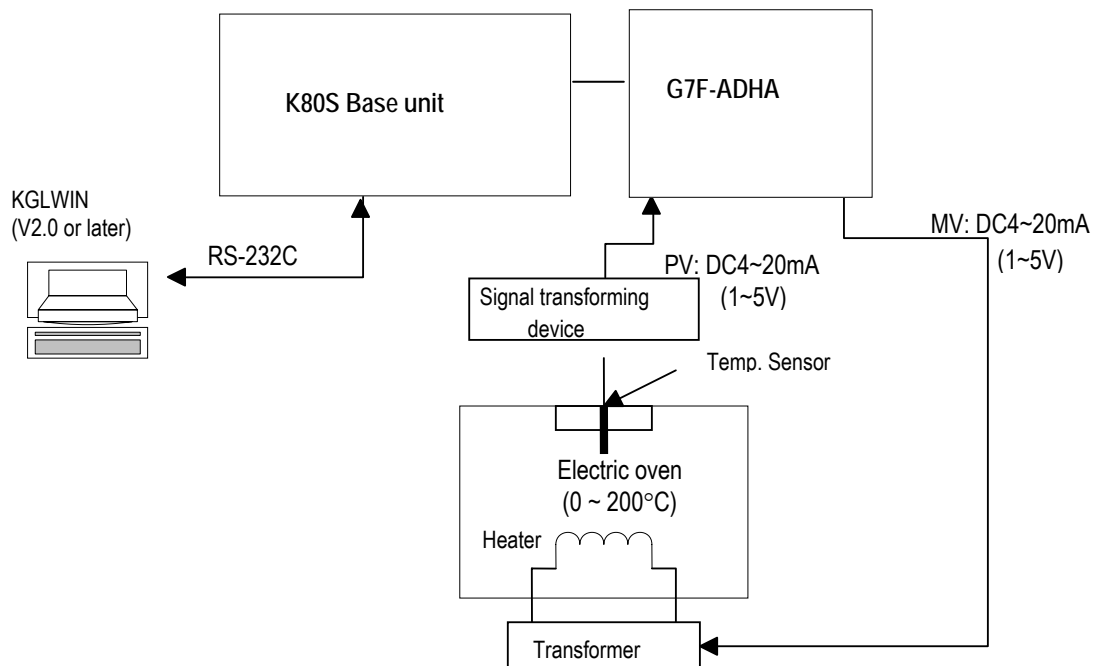 K80S Base unit
G7F-ADHA
KGLWIN
(V2.0 or later)
RS-232C
MV: DC4~20mA
(1~5V)
PV: DC4~20mA
(1~5V)
Signal transforming
device
Temp. Sensor
Electric oven
(0 ~ 200°C)
Heater
Transformer